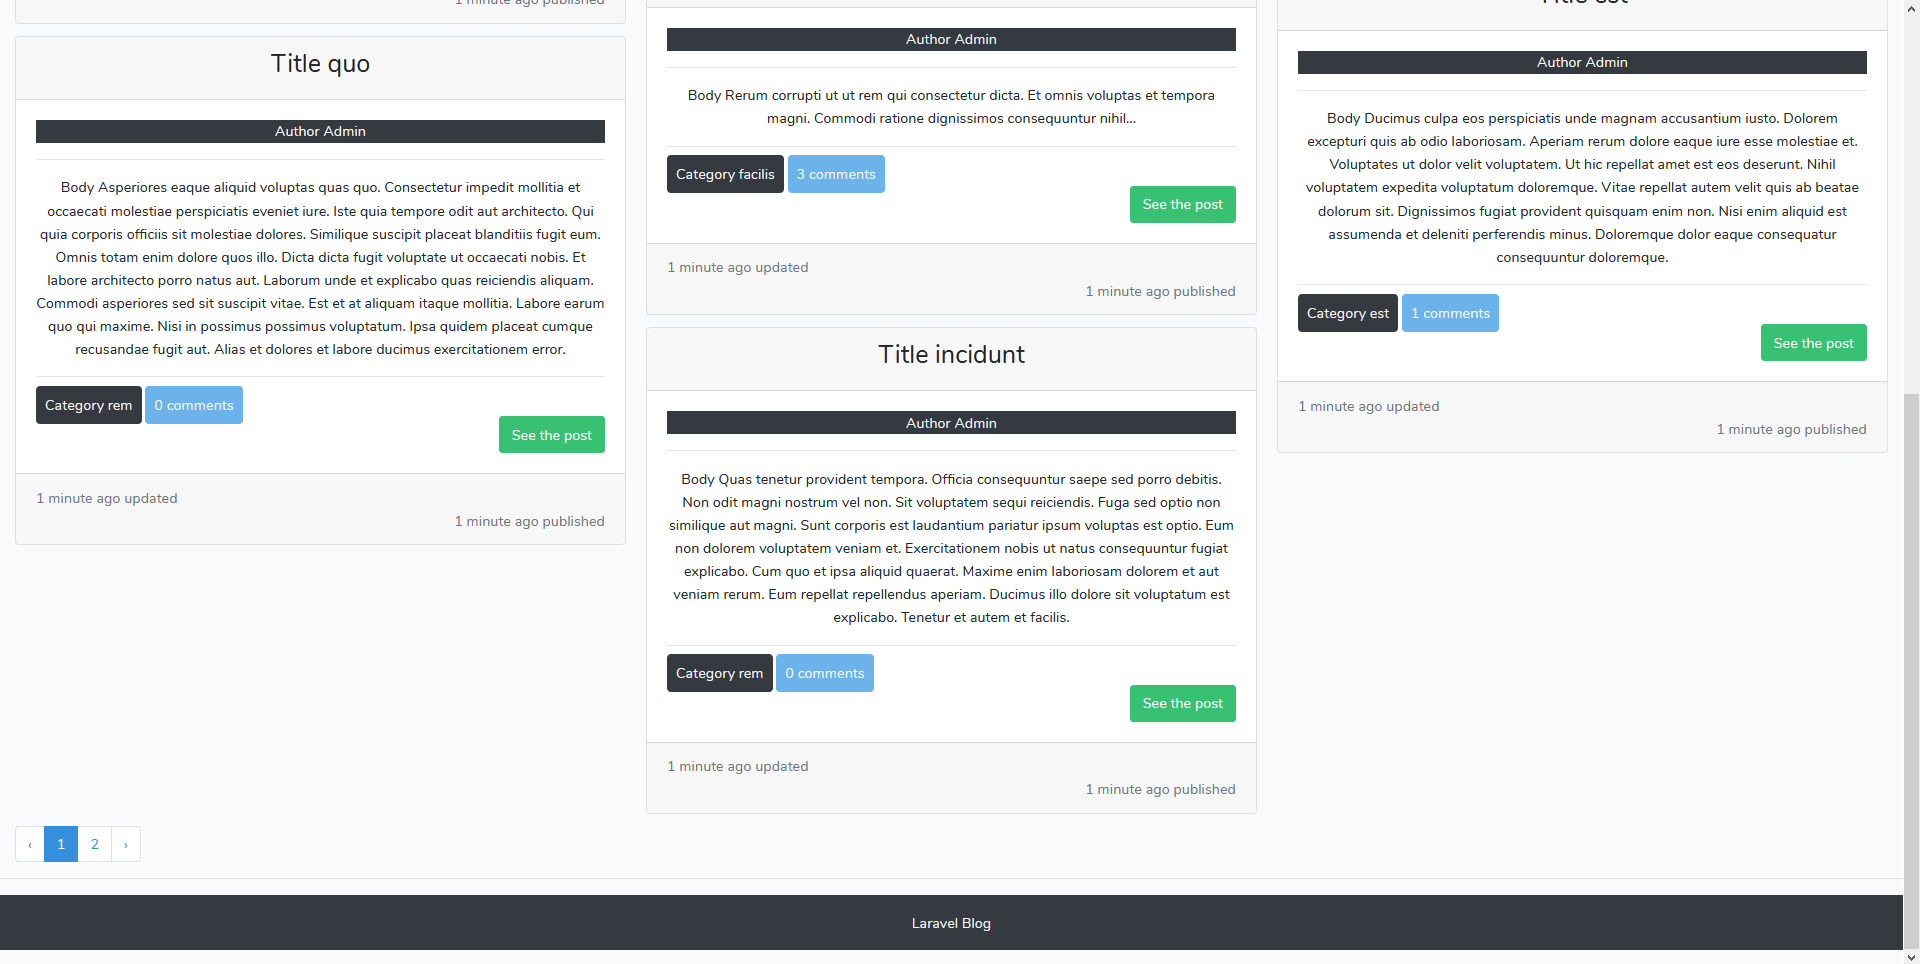 1 minute ago published
Title quo
Author Admin
Body Asperiores eaque aliquid voluptas quas quo. Consectetur impedit mollitia et
occaecati molestiae perspiciatis eveniet iure. Iste quia tempore odit aut architecto. Qui
quia corporis officiis sit molestiae dolores. Similique suscipit placeat blanditiis fugit eum.
Omnis totam enim dolore quos illo. Dicta dicta fugit voluptate ut occaecati nobis. Et
labore architecto porro natus aut. Laborum unde et explicabo quas reiciendis aliquam.
Commodi asperiores sed sit suscipit vitae. Est et at aliquam itaque mollitia. Labore earum
quo qui maxime. Nisi in possimus possimus voluptatum. Ipsa quidem placeat cumque
recusandae fugit aut. Alias et dolores et labore ducimus exercitationem error.
Category rem 0 comments
See the post
1 minute ago updated
1 minute ago published
Author Admin
Body Rerum corrupti ut ut rem qui consectetur dicta. Et omnis voluptas et tempora
magni. Commodi ratione dignissimos consequuntur nihil...
Category facilis 3 comments
See the post
1 minute ago updated
1 minute ago published
Title incidunt
Author Admin
Body Quas tenetur provident tempora. Officia consequuntur saepe sed porro debitis.
Non odit magni nostrum vel non. Sit voluptatem sequi reiciendis. Fuga sed optio non
similique aut magni. Sunt corporis est laudantium pariatur ipsum voluptas est optio. Eum
non dolorem voluptatem veniam et. Exercitationem nobis ut natus consequuntur fugiat
explicabo. Cum quo et ipsa aliquid quaerat. Maxime enim laboriosam dolorem et aut
veniam rerum. Eum repellat repellendus aperiam. Ducimus illo dolore sit voluptatum est
explicabo. Tenetur et autem et facilis.
Category rem 0 comments
See the post
1 minute ago updated
1 minute ago published
Title est
Author Admin
Body Ducimus culpa eos perspiciatis unde magnam accusantium iusto. Dolorem
excepturi quis ab odio laboriosam. Aperiam rerum dolore eaque iure esse molestiae et.
Voluptates ut dolor velit voluptatem. Ut hic repellat amet est eos deserunt. Nihil
voluptatem expedita voluptatum doloremque. Vitae repellat autem velit quis ab beatae
dolorum sit. Dignissimos fugiat provident quisquam enim non. Nisi enim aliquid est
assumenda et deleniti perferendis minus. Doloremque dolor eaque consequatur
consequuntur doloremque.
Category est 1 comments
See the post
1 minute ago updated
1 minute ago published
‹ 1 2 ›
Laravel Blog